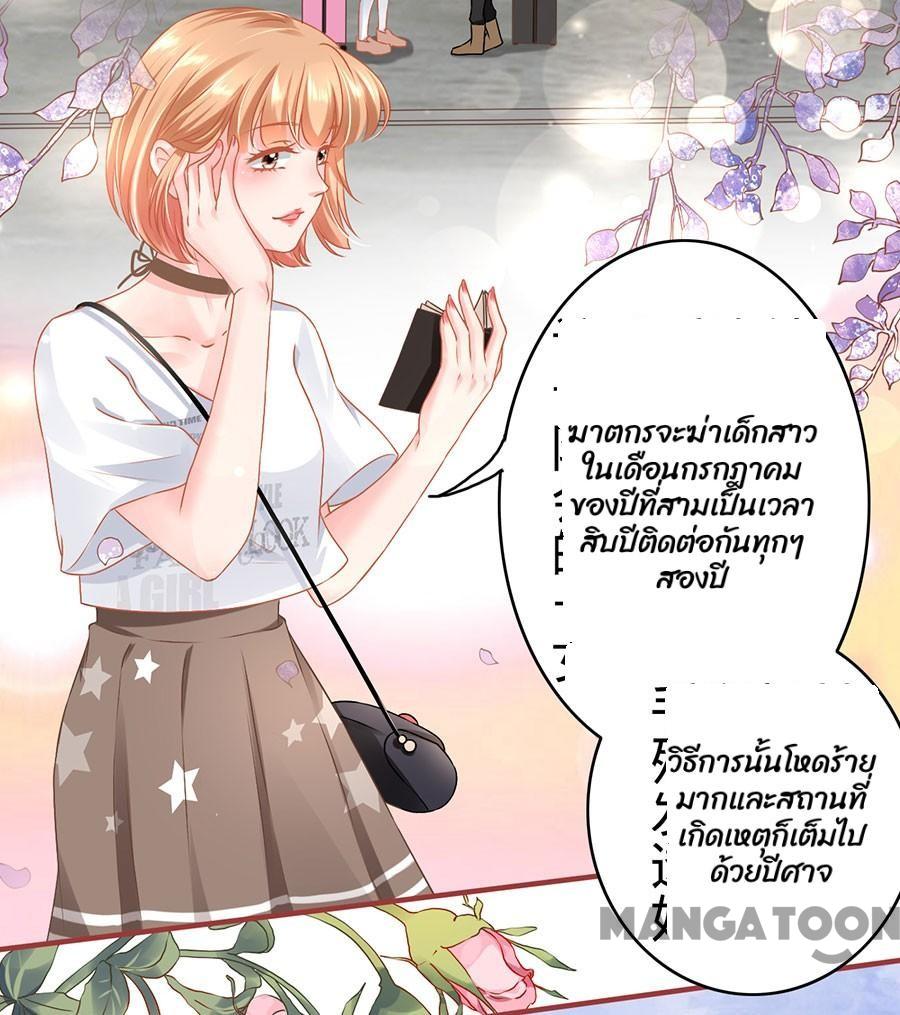 ฆาตกรจะฆ่าเด็กสาว
ในเดือนกรกฎาคม
ของปีที่สามเป็นเวลา
สิบปีติดต่อกันทุกๆ
สองปี
วิธีการนั้นโหดร้าย
มากและสถานที่
เกิดเหตุก็เต็มไป
ด้วยปีศาจ
TIME
LOOK
A GIRL
MANGATOON